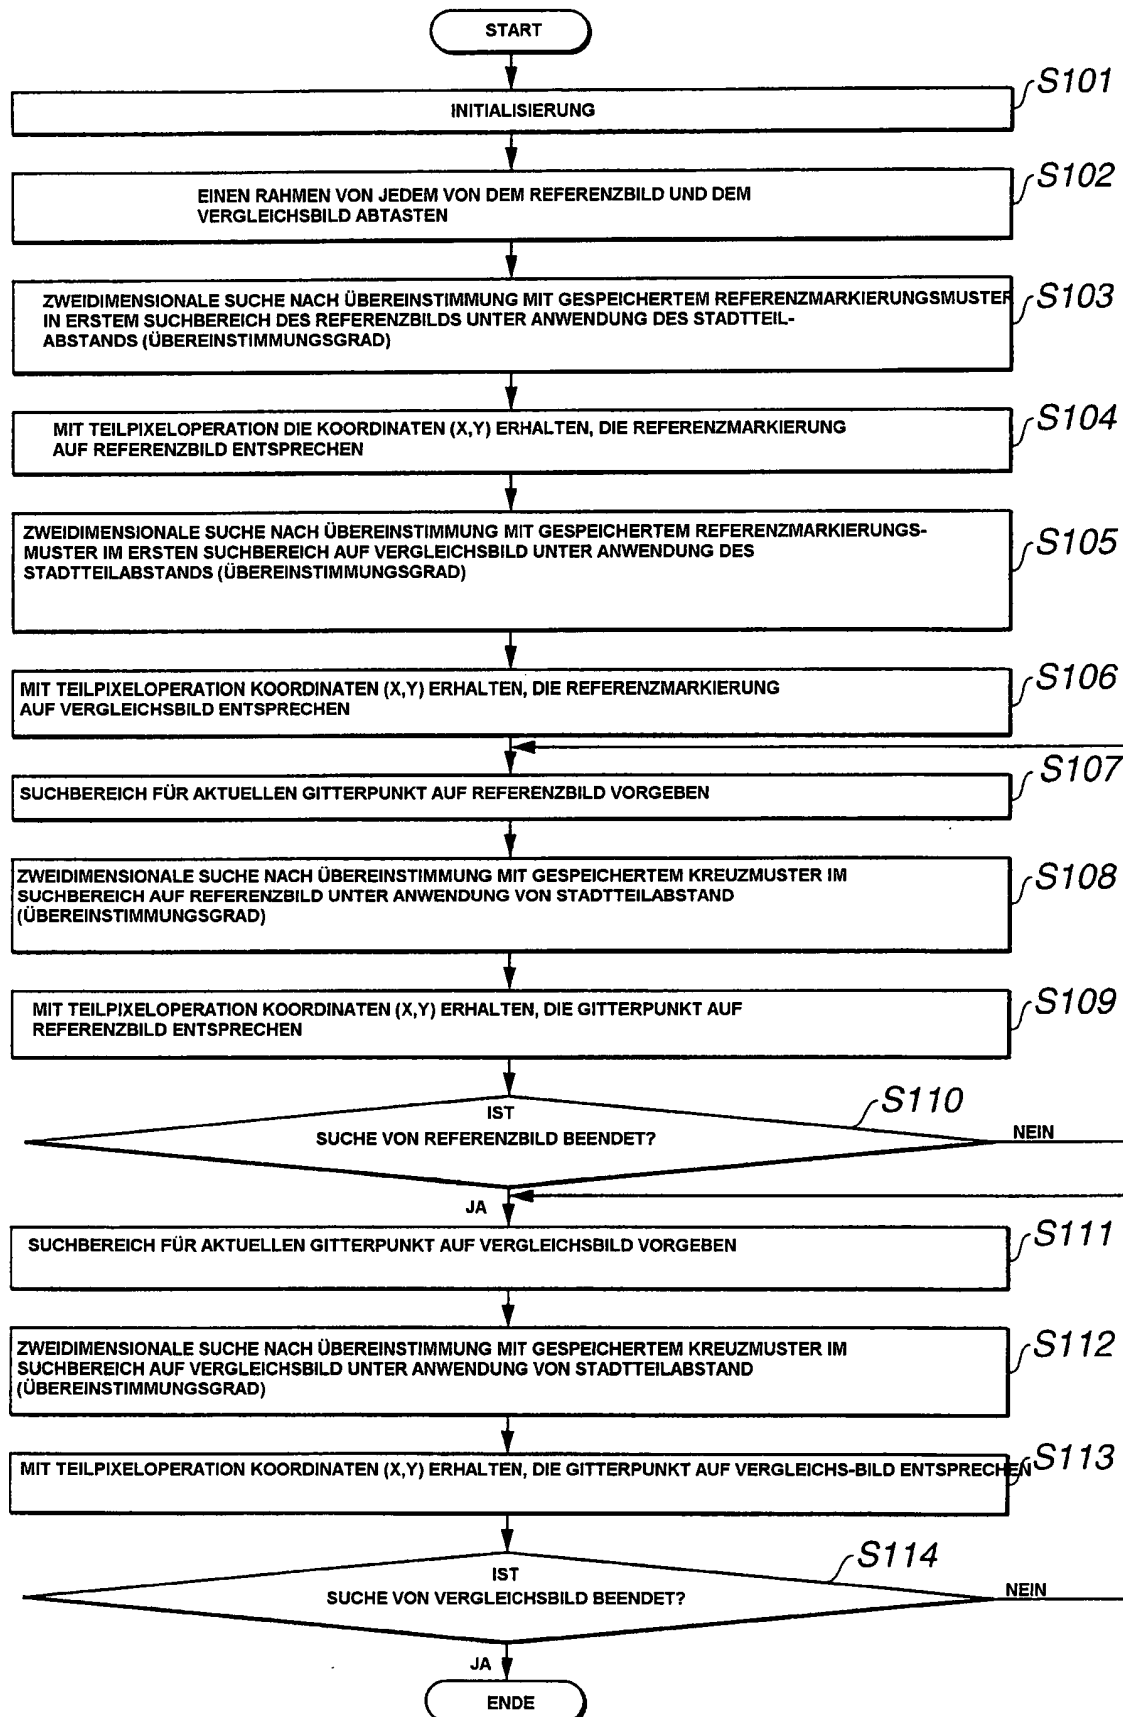 START
S101
INITIALISIERUNG
S102
EINEN RAHMEN VON JEDEM VON DEM REFERENZBILD UND DEM
VERGLEICHSBILD ABTASTEN
S103
ZWEIDIMENSIONALE SUCHE NACH ÜBEREINSTIMMUNG MIT GESPEICHERTEM REFERENZMARKIERUNGSMUSTER
IN ERSTEM SUCHBEREICH DES REFERENZBILDS UNTER ANWENDUNG DES STADTTEIL-
ABSTANDS (ÜBEREINSTIMMUNGSGRAD)
S104
MIT TEILPIXELOPERATION DIE KOORDINATEN (X,Y) ERHALTEN, DIE REFERENZMARKIERUNG
AUF REFERENZBILD ENTSPRECHEN
S105
ZWEIDIMENSIONALE SUCHE NACH ÜBEREINSTIMMUNG MIT GESPEICHERTEM REFERENZMARKIERUNGS-
MUSTER IM ERSTEN SUCHBEREICH AUF VERGLEICHSBILD UNTER ANWENDUNG DES
STADTTEILABSTANDS (ÜBEREINSTIMMUNGSGRAD)
S106
MIT TEILPIXELOPERATION KOORDINATEN (X,Y) ERHALTEN, DIE REFERENZMARKIERUNG
AUF VERGLEICHSBILD ENTSPRECHEN
S107
SUCHBEREICH FÜR AKTUELLEN GITTERPUNKT AUF REFERENZBILD VORGEBEN
S108
ZWEIDIMENSIONALE SUCHE NACH ÜBEREINSTIMMUNG MIT GESPEICHERTEM KREUZMUSTER IM
SUCHBEREICH AUF REFERENZBILD UNTER ANWENDUNG VON STADTTEILABSTAND
(ÜBEREINSTIMMUNGSGRAD)
S109
MIT TEILPIXELOPERATION KOORDINATEN (X,Y) ERHALTEN, DIE GITTERPUNKT AUF
REFERENZBILD ENTSPRECHEN
S110
IST
SUCHE VON REFERENZBILD BEENDET?
NEIN
JA
S111
SUCHBEREICH FÜR AKTUELLEN GITTERPUNKT AUF VERGLEICHSBILD VORGEBEN
S112
ZWEIDIMENSIONALE SUCHE NACH ÜBEREINSTIMMUNG MIT GESPEICHERTEM KREUZMUSTER IM
SUCHBEREICH AUF VERGLEICHSBILD UNTER ANWENDUNG VON STADTTEILABSTAND
(ÜBEREINSTIMMUNGSGRAD)
S113
MIT TEILPIXELOPERATION KOORDINATEN (X,Y) ERHALTEN, DIE GITTERPUNKT AUF VERGLEICHS-BILD ENTSPRECHEN
S114
IST
SUCHE VON VERGLEICHSBILD BEENDET?
NEIN
JA
ENDE